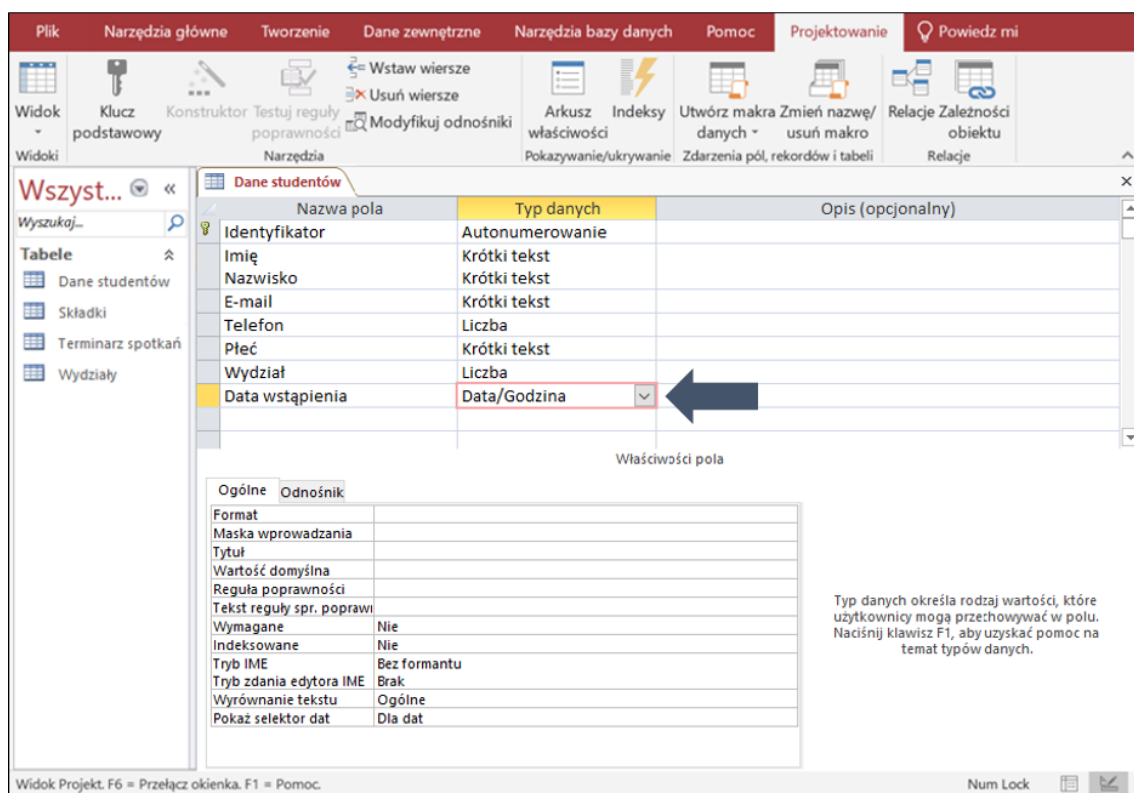 Plik Narzędzia główne Tworzenie Dane zewnętrzne Narzędzia bazy danych Pomoc Projektowanie Powiedz mi
Widok
Klucz
podstawowy
Konstruktor
Testuj reguły
poprawności
Wstaw wiersze
Usuń wiersze
Modyfikuj odnośniki
Arkusz
właściwości
Indeksy
Utwórz makra
danych
Zmień nazwę/
usuń makro
Relacje
Zależności
obiektu
Widoki Narzędzia Pokazywanie/ukrywanie Zdarzenia pól, rekordów i tabeli Relacje
Wszyst...
Wyszukaj...
Tabele
Dane studentów
Składki
Terminarz spotkań
Wydziały
Dane studentów
Nazwa pola Typ danych Opis (opcjonalny)
Identyfikator Autonumerowanie
Imię Krótki tekst
Nazwisko Krótki tekst
E-mail Krótki tekst
Telefon Liczba
Płeć Krótki tekst
Wydział Liczba
Data wstąpienia Data/Godzina
Właściwości pola
Ogólne Odnośnik
Format
Maska wprowadzania
Tytuł
Wartość domyślna
Reguła poprawności
Tekst reguły spr. popraw
Wymagane Nie
Indeksowane Nie
Tryb IME Bez formantu
Tryb zdania edytora IME Brak
Wyrównanie tekstu Ogólne
Pokaż selektor dat Dla dat
Typ danych określa rodzaj wartości, które
użytkownicy mogą przechowywać w polu.
Naciśnij klawisz F1, aby uzyskać pomoc na
temat typów danych.
Widok Projekt. F6 = Przełącz okienka. F1 = Pomoc. Num Lock